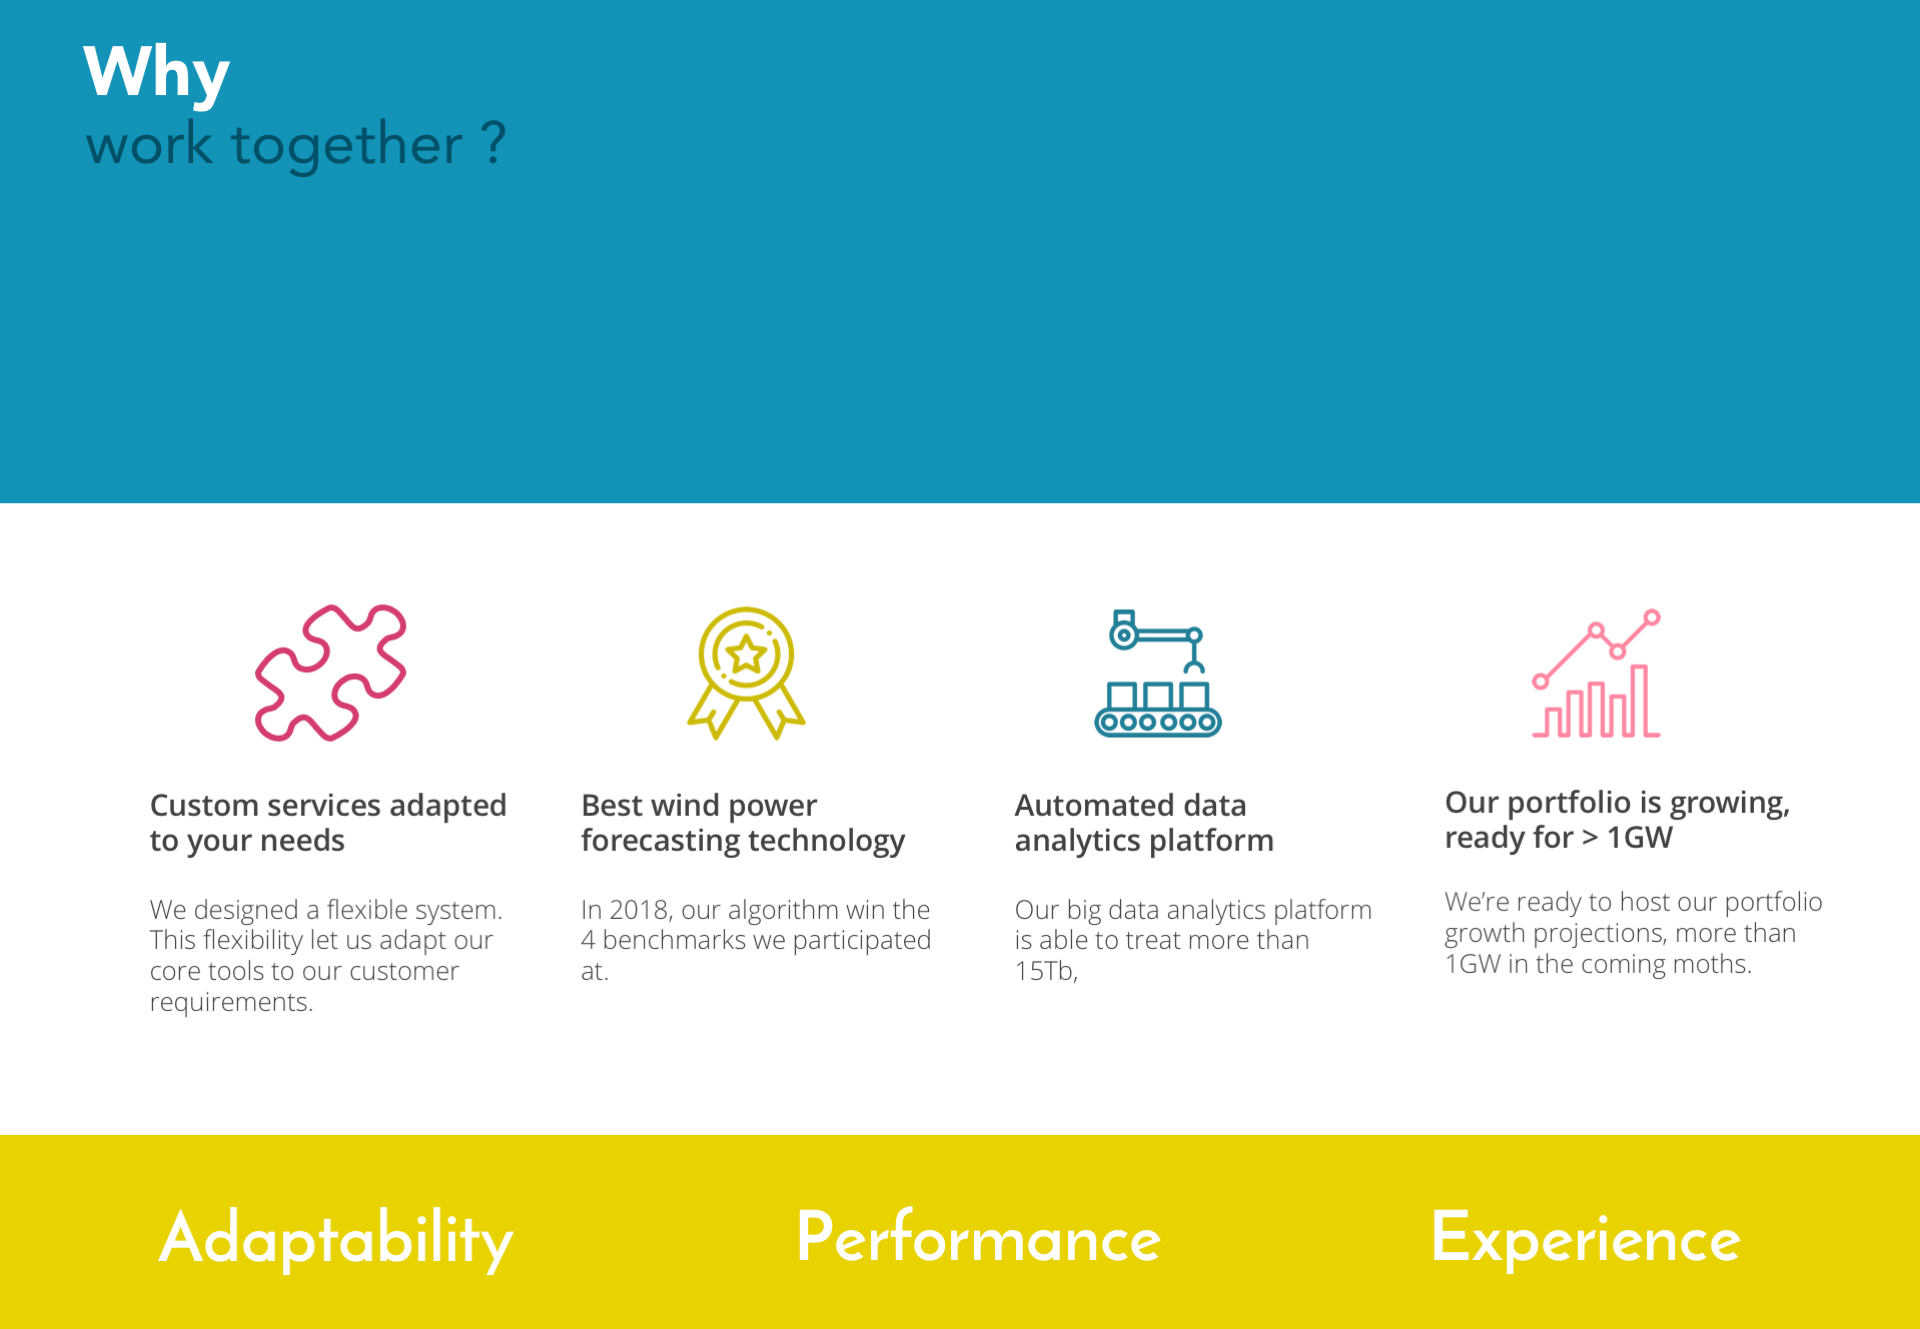 Why
work together ?
Custom services adapted
to your needs
We designed a flexible system.
This flexibility let us adapt our
core tools to our customer
requirements.
Best wind power
forecasting technology
In 2018, our algorithm win the
4 benchmarks we participated
at.
Automated data
analytics platform
Our big data analytics platform
is able to treat more than
15Tb,
Our portfolio is growing,
ready for > 1GW
We’re ready to host our portfolio
growth projections, more than
1GW in the coming moths.
Adaptability
Performance
Experience